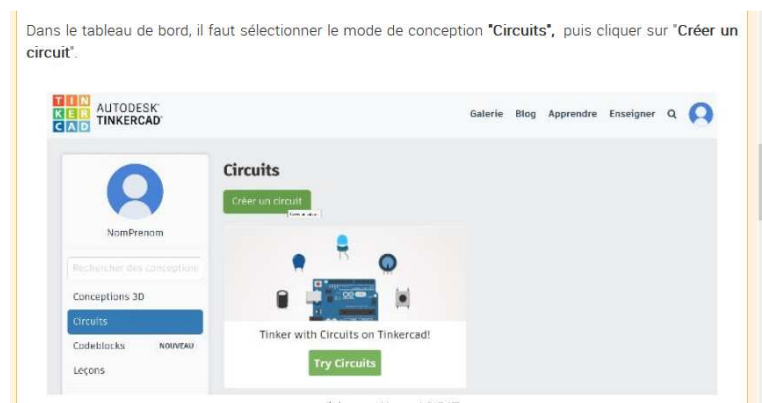 Dans le tableau de bord, il faut sélectionner le mode de conception "Circuits", puis cliquer sur "Créer un
circuit".
TIN
KER
CAD
AUTODESK®
TINKERCAD®
Galerie Blog Apprendre Enseigner
NomPrenom
Rechercher des conceptions
Conceptions 3D
Circuits
Codeblocks NOUVEAU
Leçons
Circuits
Créer un circuit
Tinker with Circuits on Tinkercad!
Try Circuits